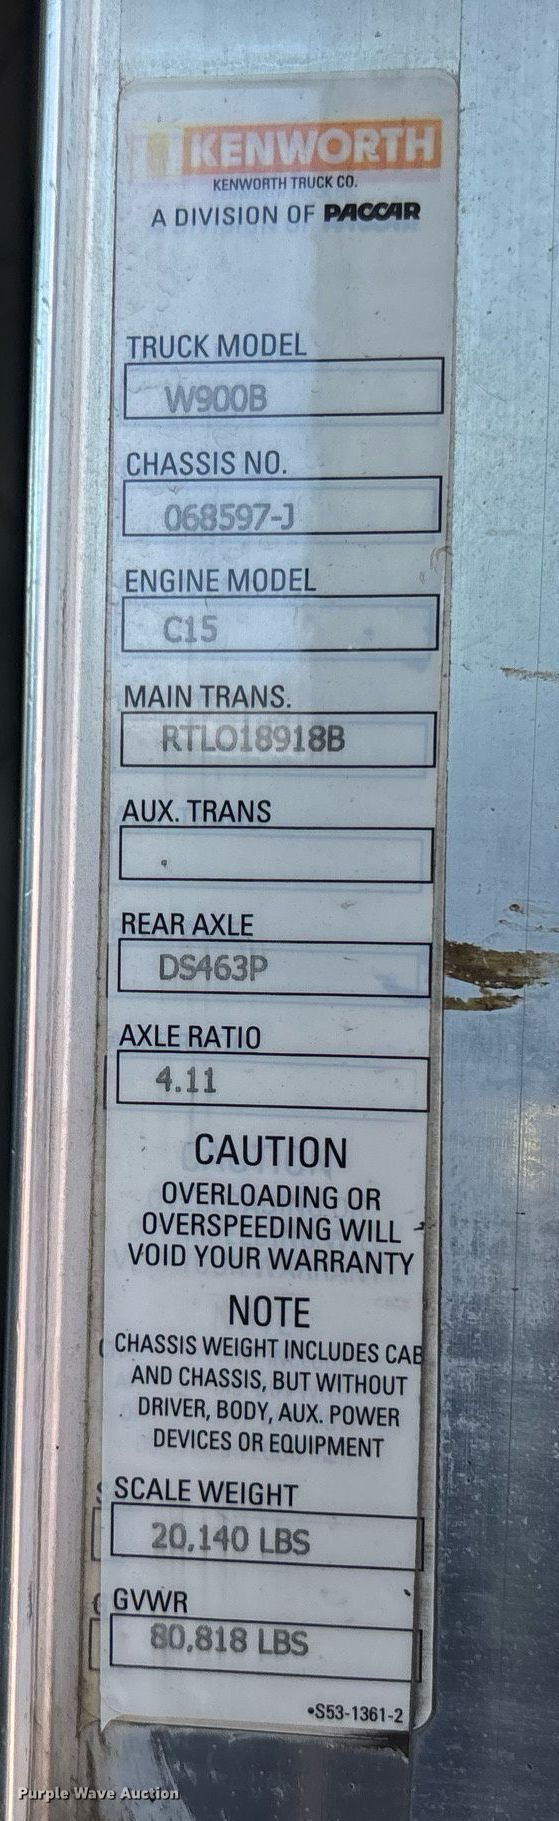 KENWORTH
KENWORTH TRUCK CO.
A DIVISION OF PACCAR
TRUCK MODEL
W900B
CHASSIS NO.
068597-J
ENGINE MODEL
C15
MAIN TRANS.
RTLO18918B
AUX. TRANS
.
REAR AXLE
DS463P
AXLE RATIO
4.11
CAUTION
OVERLOADING OR
OVERSPEEDING WILL
VOID YOUR WARRANTY
NOTE
CHASSIS WEIGHT INCLUDES CAB
AND CHASSIS, BUT WITHOUT
DRIVER, BODY, AUX. POWER
DEVICES OR EQUIPMENT
SCALE WEIGHT
20,140 LBS
GVWR
80,818 LBS
•S53-1361-2
Purple Wave Auction